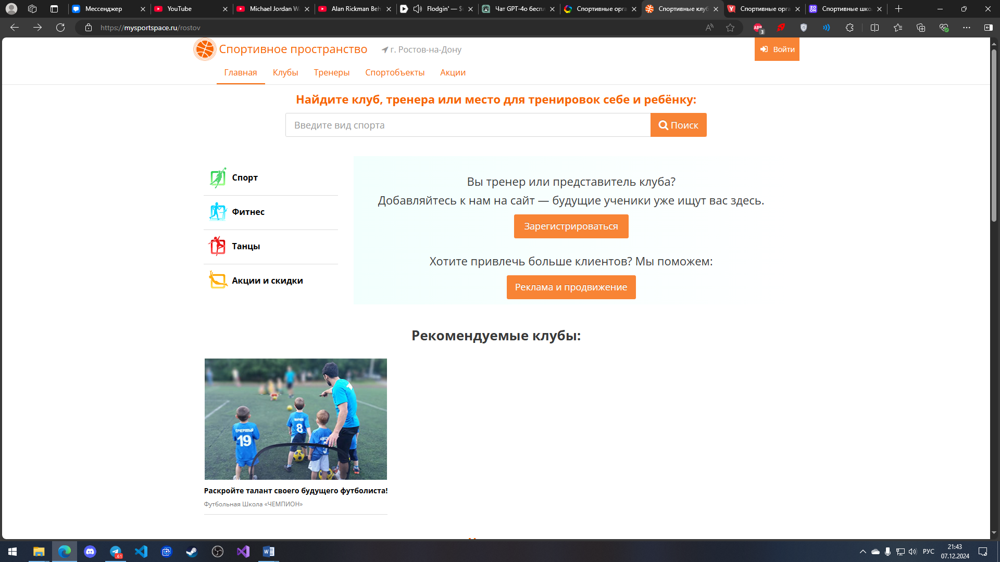 Мессенджер
YouTube
Michael Jordan W
Alan Rickman Beh
Flodgin' — $
Чат GPT-4o беспл
Спортивные орга
Спортивные клуб
Спортивные орга
Спортивные шко
https://mysportspace.ru/rostov
ABP
3
Спортивное пространство
г. Ростов-на-Дону
Войти
Главная
Клубы
Тренеры
Спортобъекты
Акции
Найдите клуб, тренера или место для тренировок себе и ребёнку:
Введите вид спорта
Поиск
Спорт
Фитнес
Танцы
Акции и скидки
Вы тренер или представитель клуба?
Добавляйтесь к нам на сайт — будущие ученики уже ищут вас здесь.
Зарегистрироваться
Хотите привлечь больше клиентов? Мы поможем:
Реклама и продвижение
Рекомендуемые клубы:
19
8
Раскройте талант своего будущего футболиста!
Футбольная Школа «ЧЕМПИОН»
61
РУС
21:43
07.12.2024